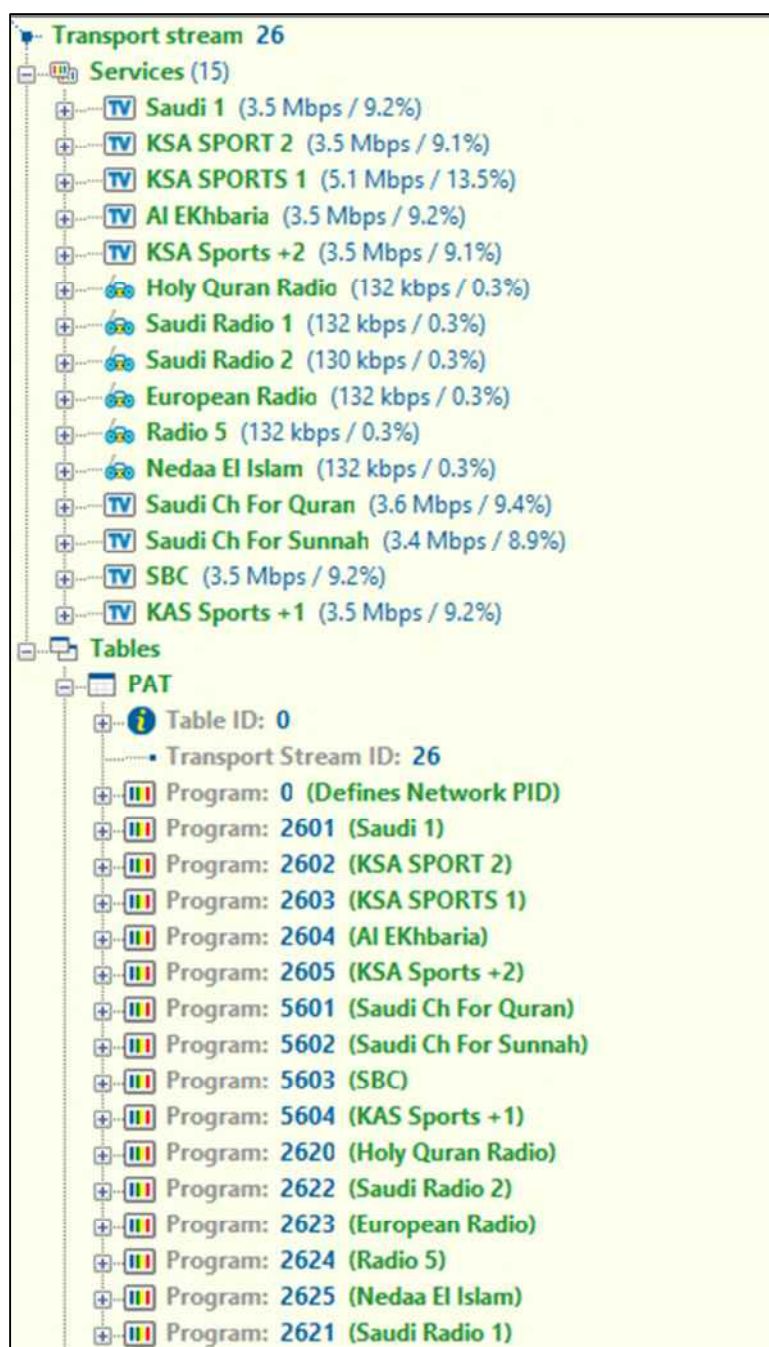 Transport stream 26
Services (15)
TV Saudi 1 (3.5 Mbps / 9.2%)
TV KSA SPORT 2 (3.5 Mbps / 9.1%)
TV KSA SPORTS 1 (5.1 Mbps / 13.5%)
TV Al EKhbaria (3.5 Mbps / 9.2%)
TV KSA Sports +2 (3.5 Mbps / 9.1%)
Holy Quran Radio (132 kbps / 0.3%)
Saudi Radio 1 (132 kbps / 0.3%)
Saudi Radio 2 (130 kbps / 0.3%)
European Radio (132 kbps / 0.3%)
Radio 5 (132 kbps / 0.3%)
Nedaa El Islam (132 kbps / 0.3%)
TV Saudi Ch For Quran (3.6 Mbps / 9.4%)
TV Saudi Ch For Sunnah (3.4 Mbps / 8.9%)
TV SBC (3.5 Mbps / 9.2%)
TV KAS Sports +1 (3.5 Mbps / 9.2%)
Tables
PAT
Table ID: 0
Transport Stream ID: 26
Program: 0 (Defines Network PID)
Program: 2601 (Saudi 1)
Program: 2602 (KSA SPORT 2)
Program: 2603 (KSA SPORTS 1)
Program: 2604 (Al EKhbaria)
Program: 2605 (KSA Sports +2)
Program: 5601 (Saudi Ch For Quran)
Program: 5602 (Saudi Ch For Sunnah)
Program: 5603 (SBC)
Program: 5604 (KAS Sports +1)
Program: 2620 (Holy Quran Radio)
Program: 2622 (Saudi Radio 2)
Program: 2623 (European Radio)
Program: 2624 (Radio 5)
Program: 2625 (Nedaa El Islam)
Program: 2621 (Saudi Radio 1)